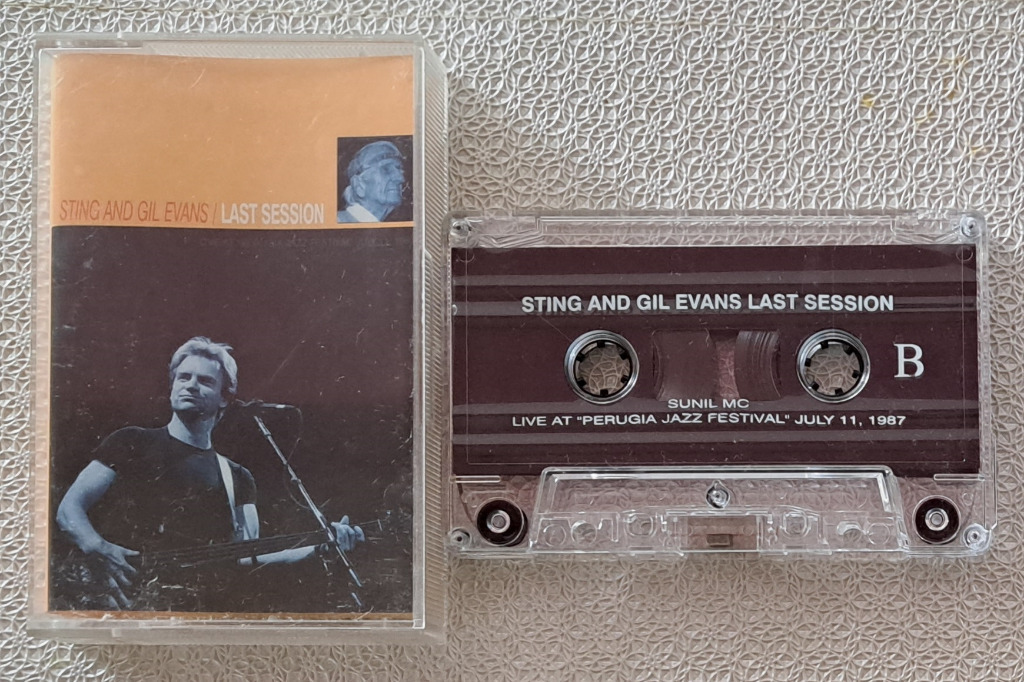 STING AND GIL EVANS / LAST SESSION
STING AND GIL EVANS LAST SESSION
B
SUNIL MC
LIVE AT "PERUGIA JAZZ FESTIVAL" JULY 11, 1987